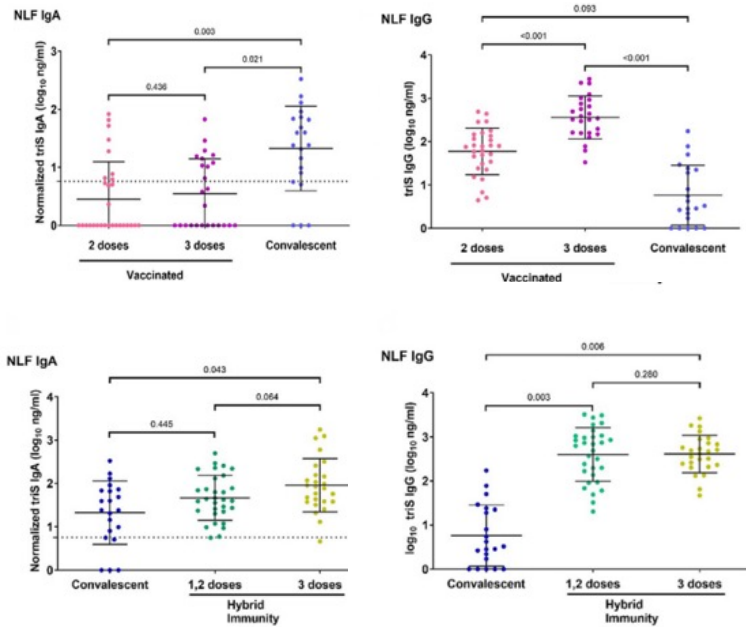 NLF IgA
0.003
0.021
0.436
Normalized triS IgA (log10 ng/ml)
3
2
1
0
2 doses 3 doses Convalescent
Vaccinated
NLF IgG
0.093
<0.001
<0.001
triS IgG (log10 ng/ml)
4
3
2
1
0
2 doses 3 doses Convalescent
Vaccinated
NLF IgA
0.043
0.064
0.445
Normalized triS IgA (log10 ng/ml)
4
3
2
1
0
Convalescent 1,2 doses 3 doses
Hybrid
Immunity
NLF IgG
0.006
0.280
0.003
log10 triS IgG (log10 ng/ml)
4
3
2
1
0
Convalescent 1,2 doses 3 doses
Hybrid
Immunity